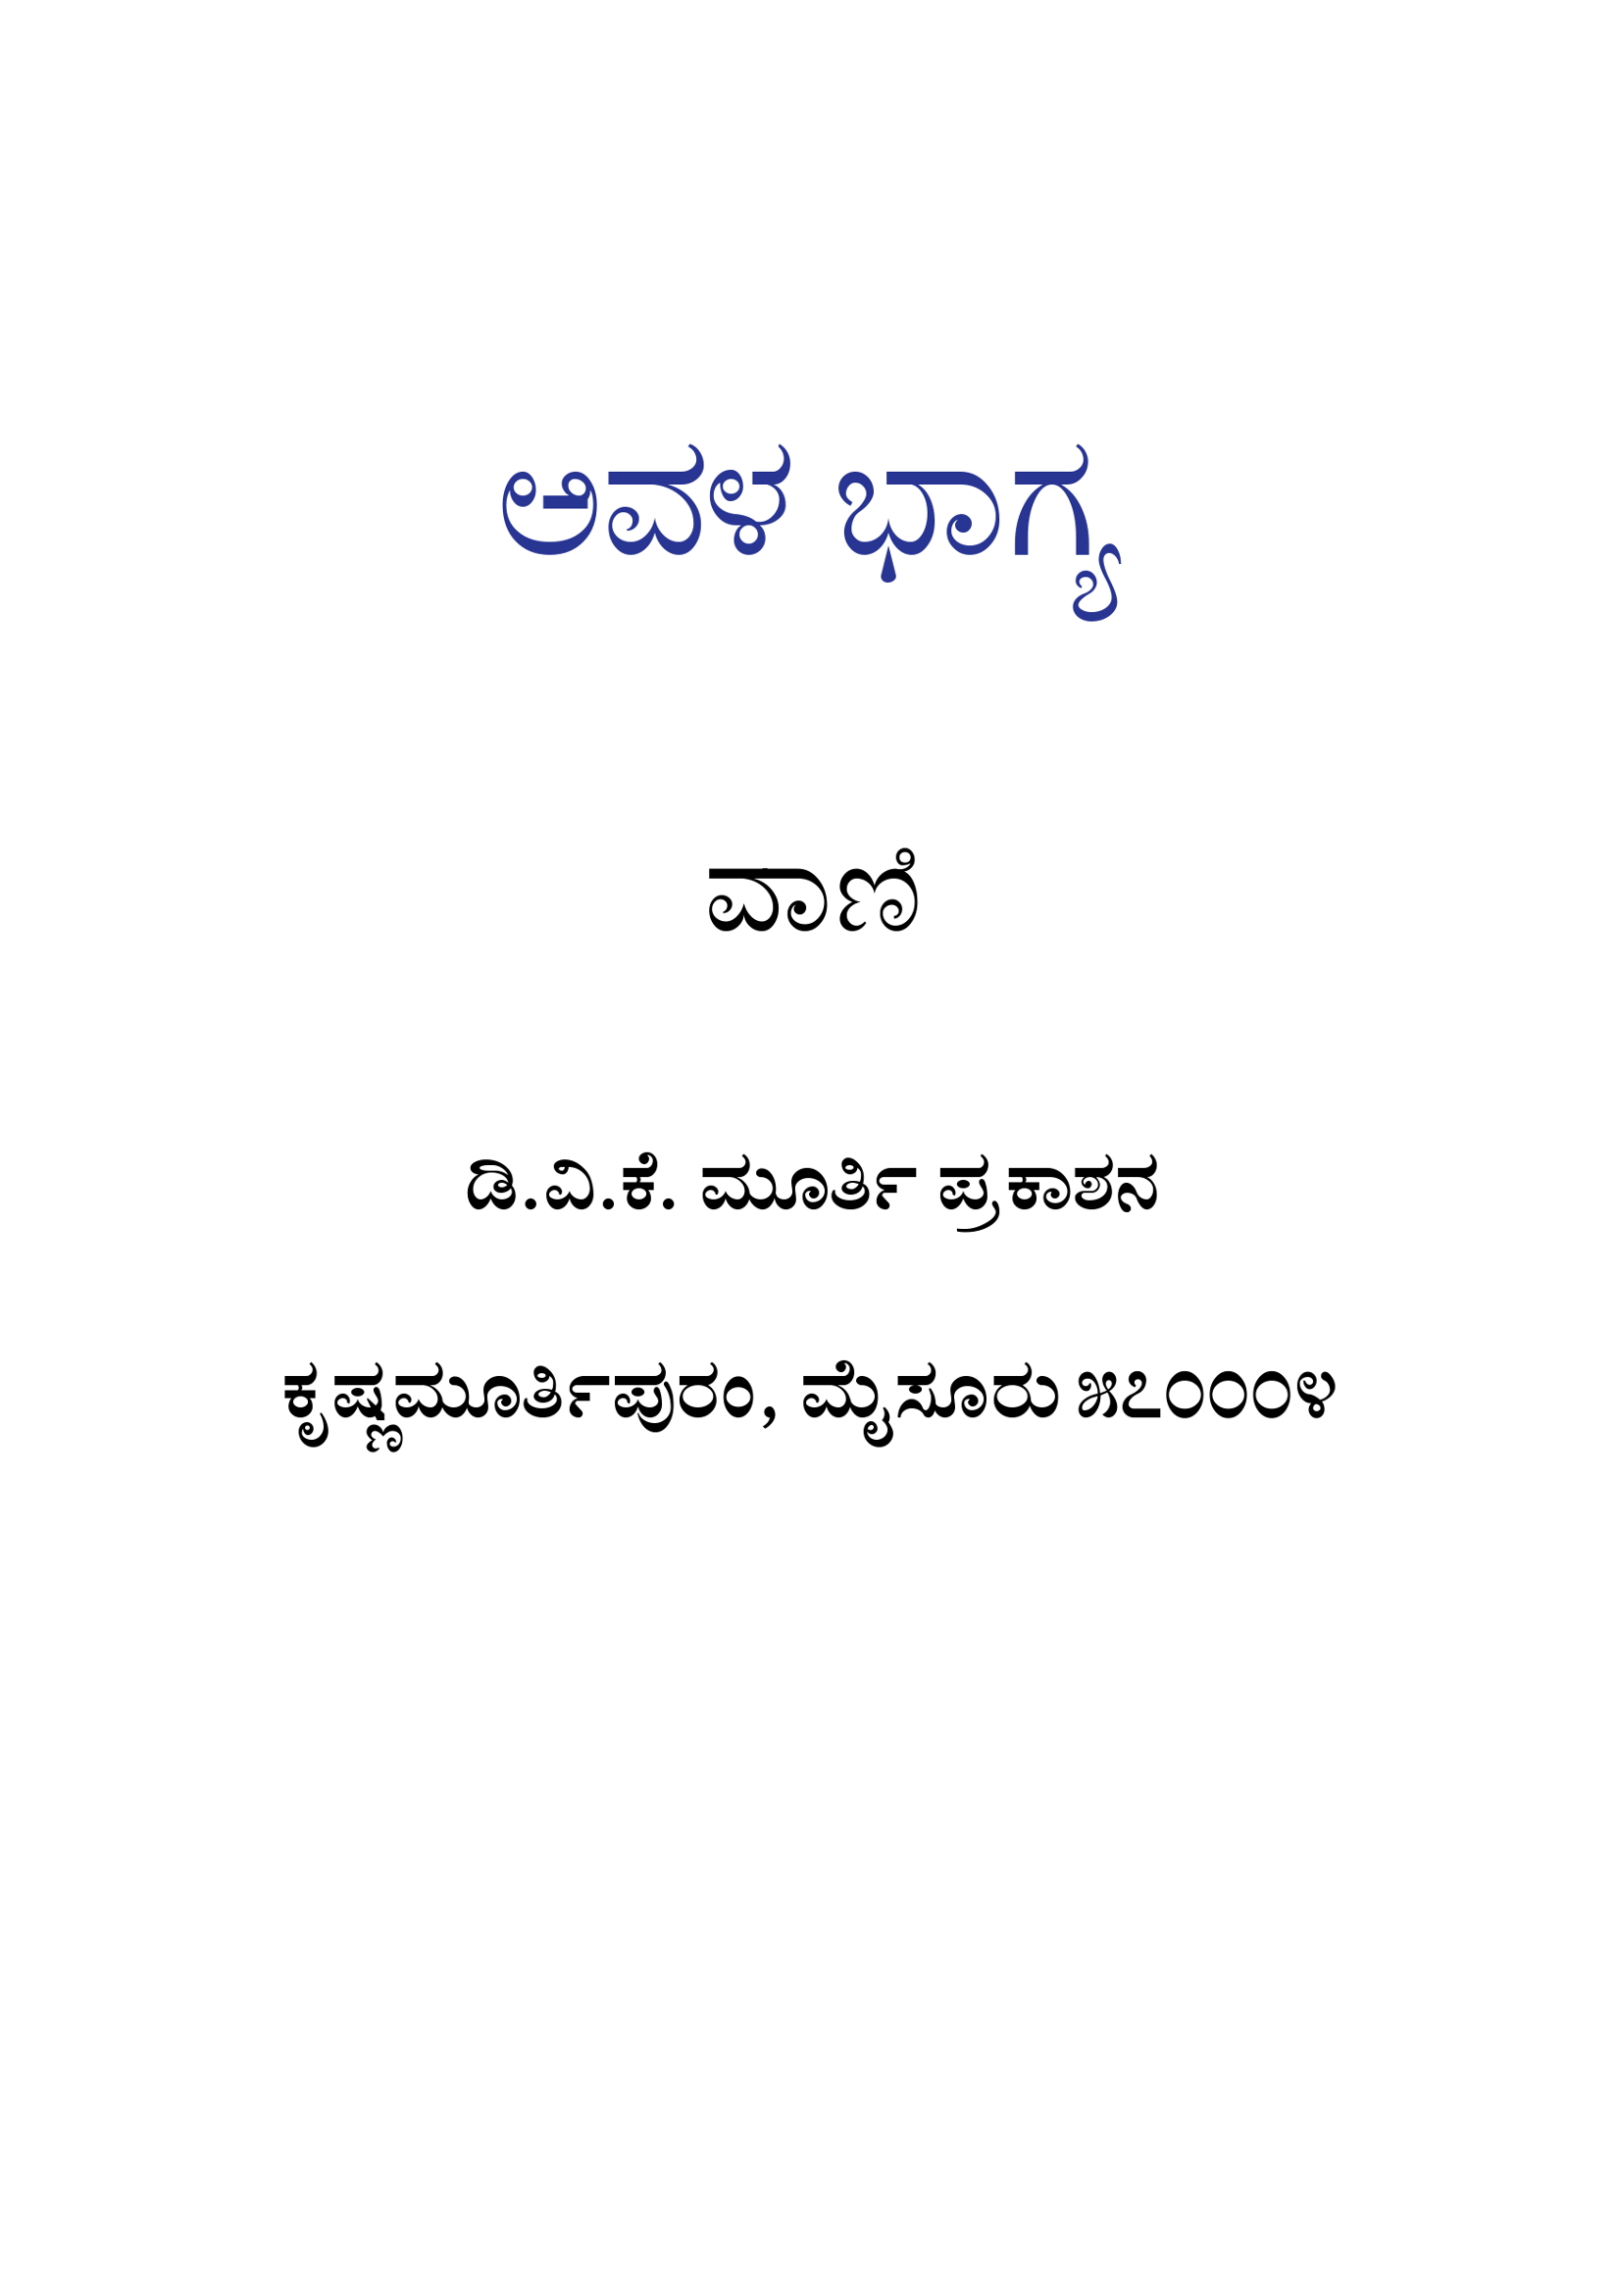 ಅವಳ ಭಾಗ್ಯ
ವಾಣಿ
ಡಿ.ವಿ.ಕೆ. ಮೂರ್ತಿ ಪ್ರಕಾಶನ
ಕೃಷ್ಣಮೂರ್ತಿಪುರಂ, ಮೈಸೂರು ೫೭೦೦೦೪